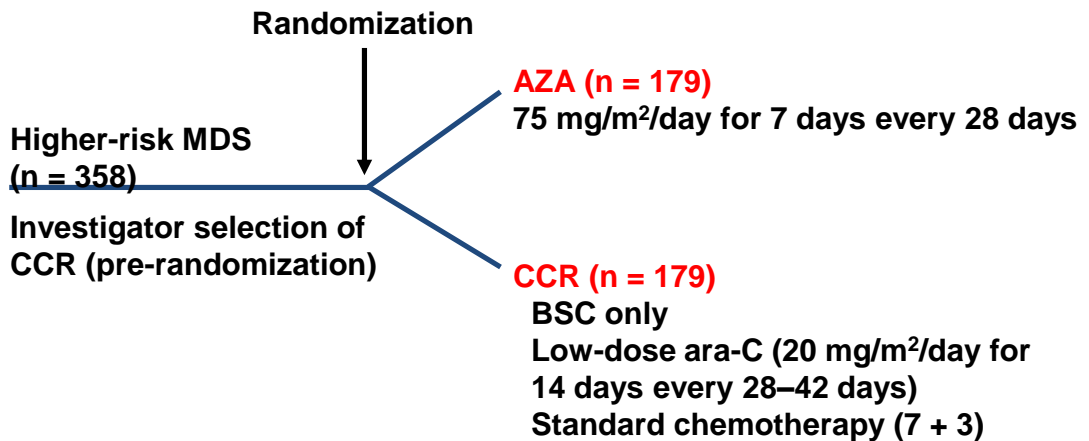 Randomization
Higher-risk MDS
(n = 358)
Investigator selection of
CCR (pre-randomization)
AZA (n = 179)
75 mg/m²/day for 7 days every 28 days
CCR (n = 179)
BSC only
Low-dose ara-C (20 mg/m²/day for
14 days every 28–42 days)
Standard chemotherapy (7 + 3)